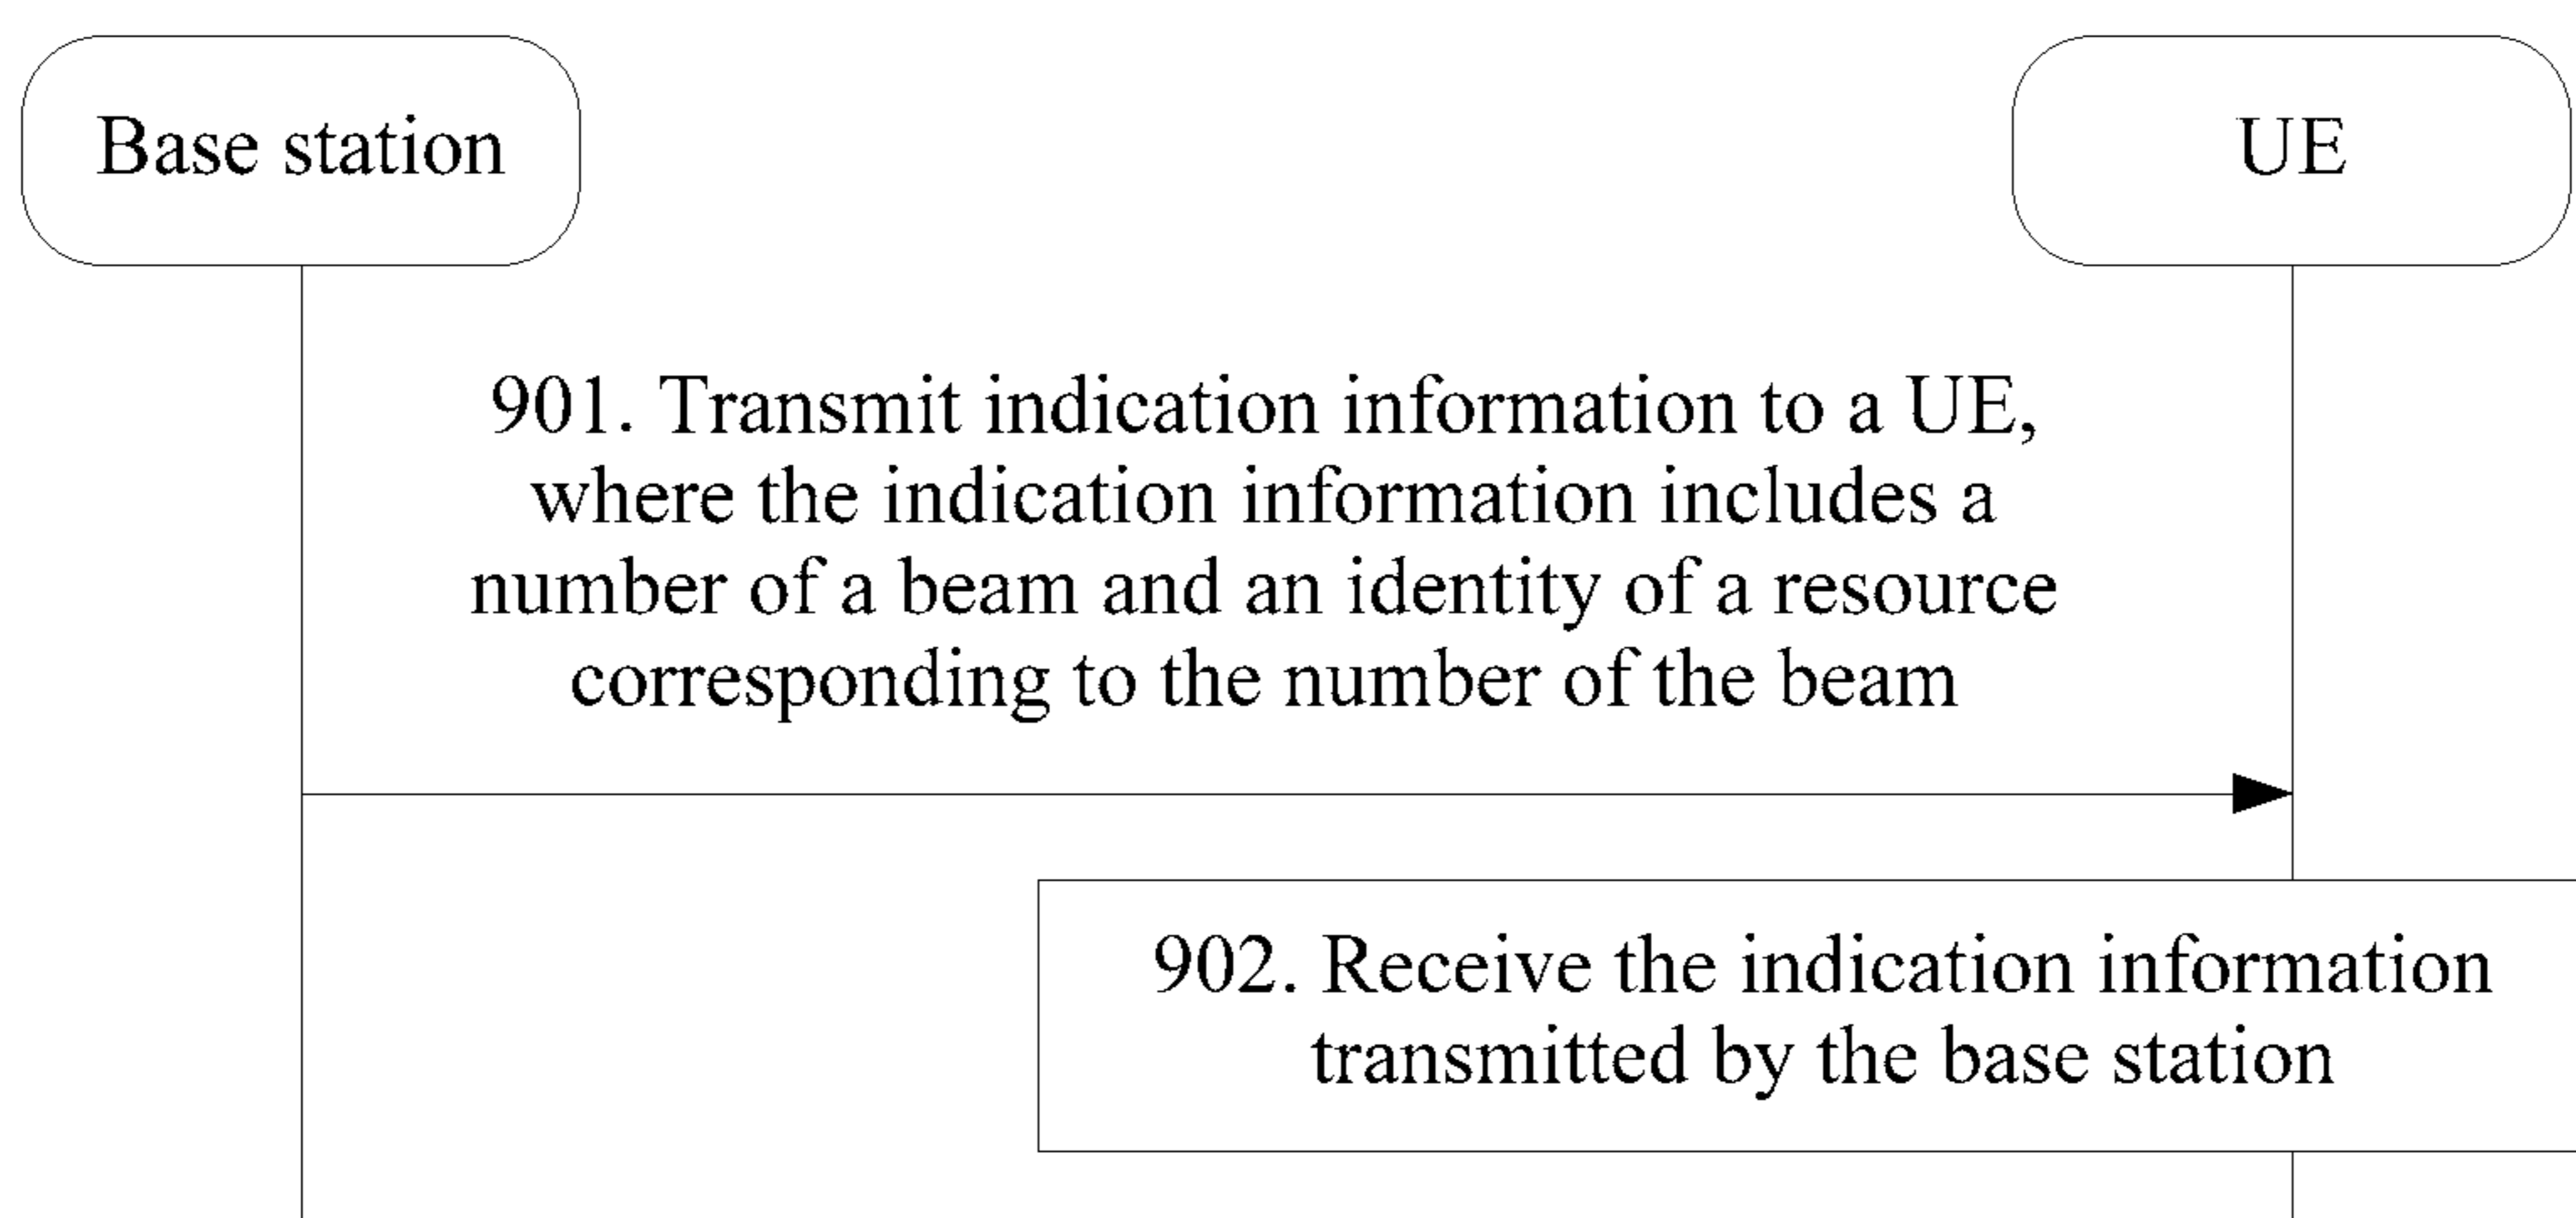 Base station
UE
901. Transmit indication information to a UE,
where the indication information includes a
number of a beam and an identity of a resource
corresponding to the number of the beam
902. Receive the indication information
transmitted by the base station